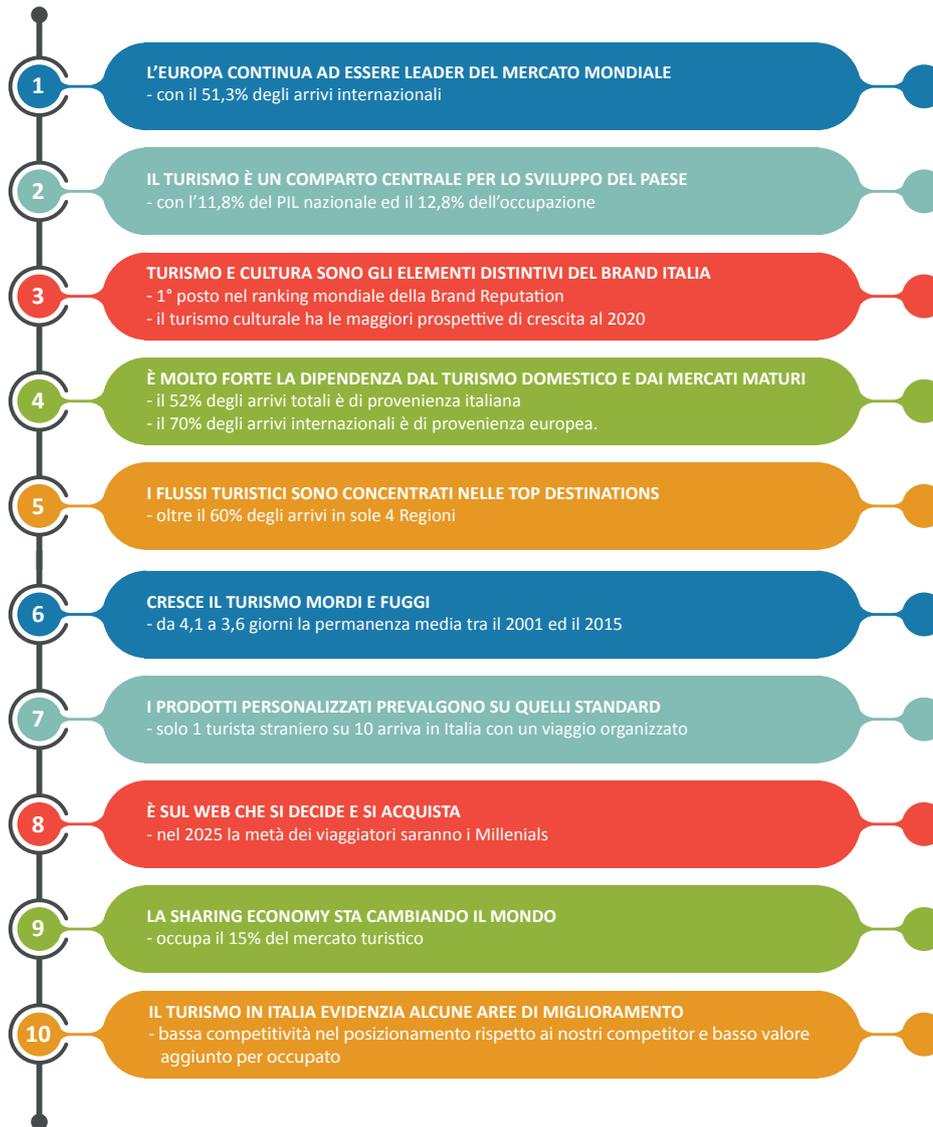 1
L’EUROPA CONTINUA AD ESSERE LEADER DEL MERCATO MONDIALE
- con il 51,3% degli arrivi internazionali
2
IL TURISMO È UN COMPARTO CENTRALE PER LO SVILUPPO DEL PAESE
- con l’11,8% del PIL nazionale ed il 12,8% dell’occupazione
3
TURISMO E CULTURA SONO GLI ELEMENTI DISTINTIVI DEL BRAND ITALIA
- 1° posto nel ranking mondiale della Brand Reputation
- il turismo culturale ha le maggiori prospettive di crescita al 2020
4
È MOLTO FORTE LA DIPENDENZA DAL TURISMO DOMESTICO E DAI MERCATI MATURI
- il 52% degli arrivi totali è di provenienza italiana
- il 70% degli arrivi internazionali è di provenienza europea.
5
I FLUSSI TURISTICI SONO CONCENTRATI NELLE TOP DESTINATIONS
- oltre il 60% degli arrivi in sole 4 Regioni
6
CRESCE IL TURISMO MORDI E FUGGI
- da 4,1 a 3,6 giorni la permanenza media tra il 2001 ed il 2015
7
I PRODOTTI PERSONALIZZATI PREVALGONO SU QUELLI STANDARD
- solo 1 turista straniero su 10 arriva in Italia con un viaggio organizzato
8
È SUL WEB CHE SI DECIDE E SI ACQUISTA
- nel 2025 la metà dei viaggiatori saranno i Millenials
9
LA SHARING ECONOMY STA CAMBIANDO IL MONDO
- occupa il 15% del mercato turistico
10
IL TURISMO IN ITALIA EVIDENZIA ALCUNE AREE DI MIGLIORAMENTO
- bassa competitività nel posizionamento rispetto ai nostri competitor e basso valore
aggiunto per occupato